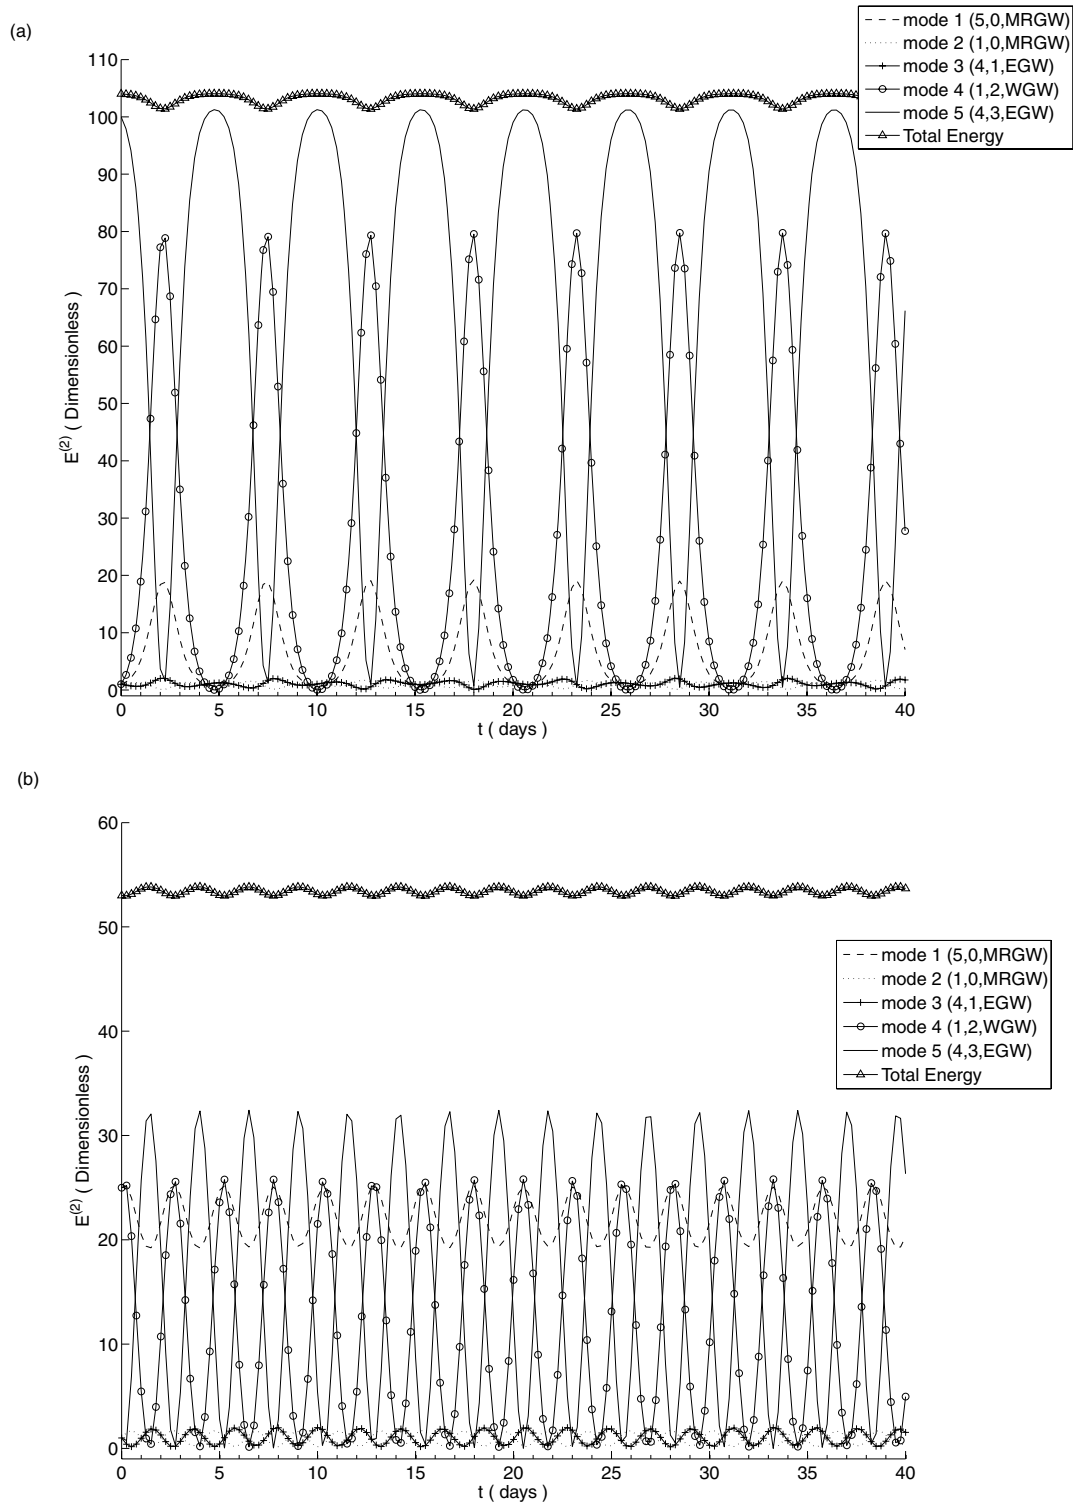 (a)
mode 1 (5,0,MRGW)
mode 2 (1,0,MRGW)
mode 3 (4,1,EGW)
mode 4 (1,2,WGW)
mode 5 (4,3,EGW)
Total Energy
110
100
90
80
70
60
50
40
30
20
10
0
E(2) ( Dimensionless )
0 5 10 15 20 25 30 35 40
t ( days )
(b)
60
50
40
30
20
10
0
E(2) ( Dimensionless )
mode 1 (5,0,MRGW)
mode 2 (1,0,MRGW)
mode 3 (4,1,EGW)
mode 4 (1,2,WGW)
mode 5 (4,3,EGW)
Total Energy
0 5 10 15 20 25 30 35 40
t ( days )